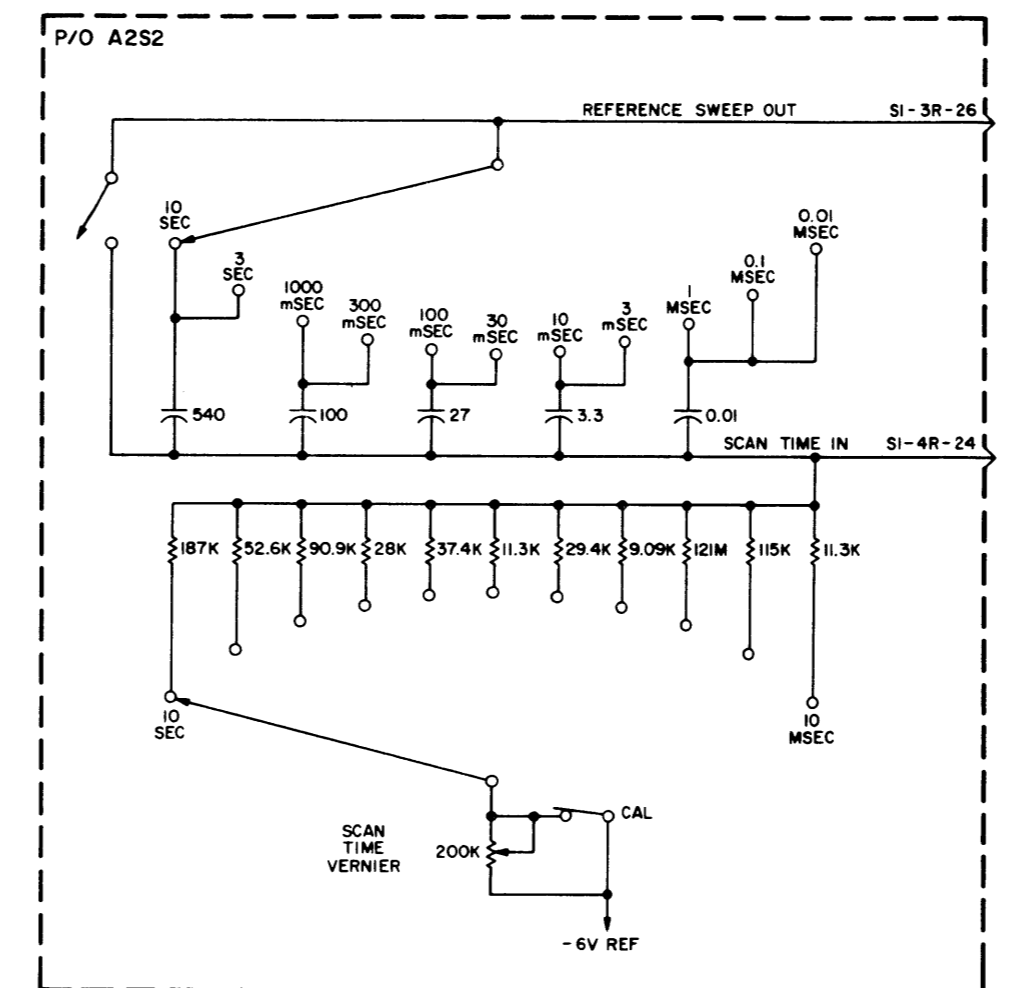 P/O A2S2
REFERENCE SWEEP OUT
S1-3R-26
10
SEC
3
SEC
1000
mSEC
300
mSEC
100
mSEC
30
mSEC
10
mSEC
3
mSEC
1
MSEC
0.1
MSEC
0.01
MSEC
540
100
27
3.3
0.01
SCAN TIME IN
S1-4R-24
187K
52.6K
90.9K
28K
37.4K
11.3K
29.4K
9.09K
121M
115K
11.3K
10
SEC
10
MSEC
CAL
SCAN
TIME
VERNIER
200K
-6V REF